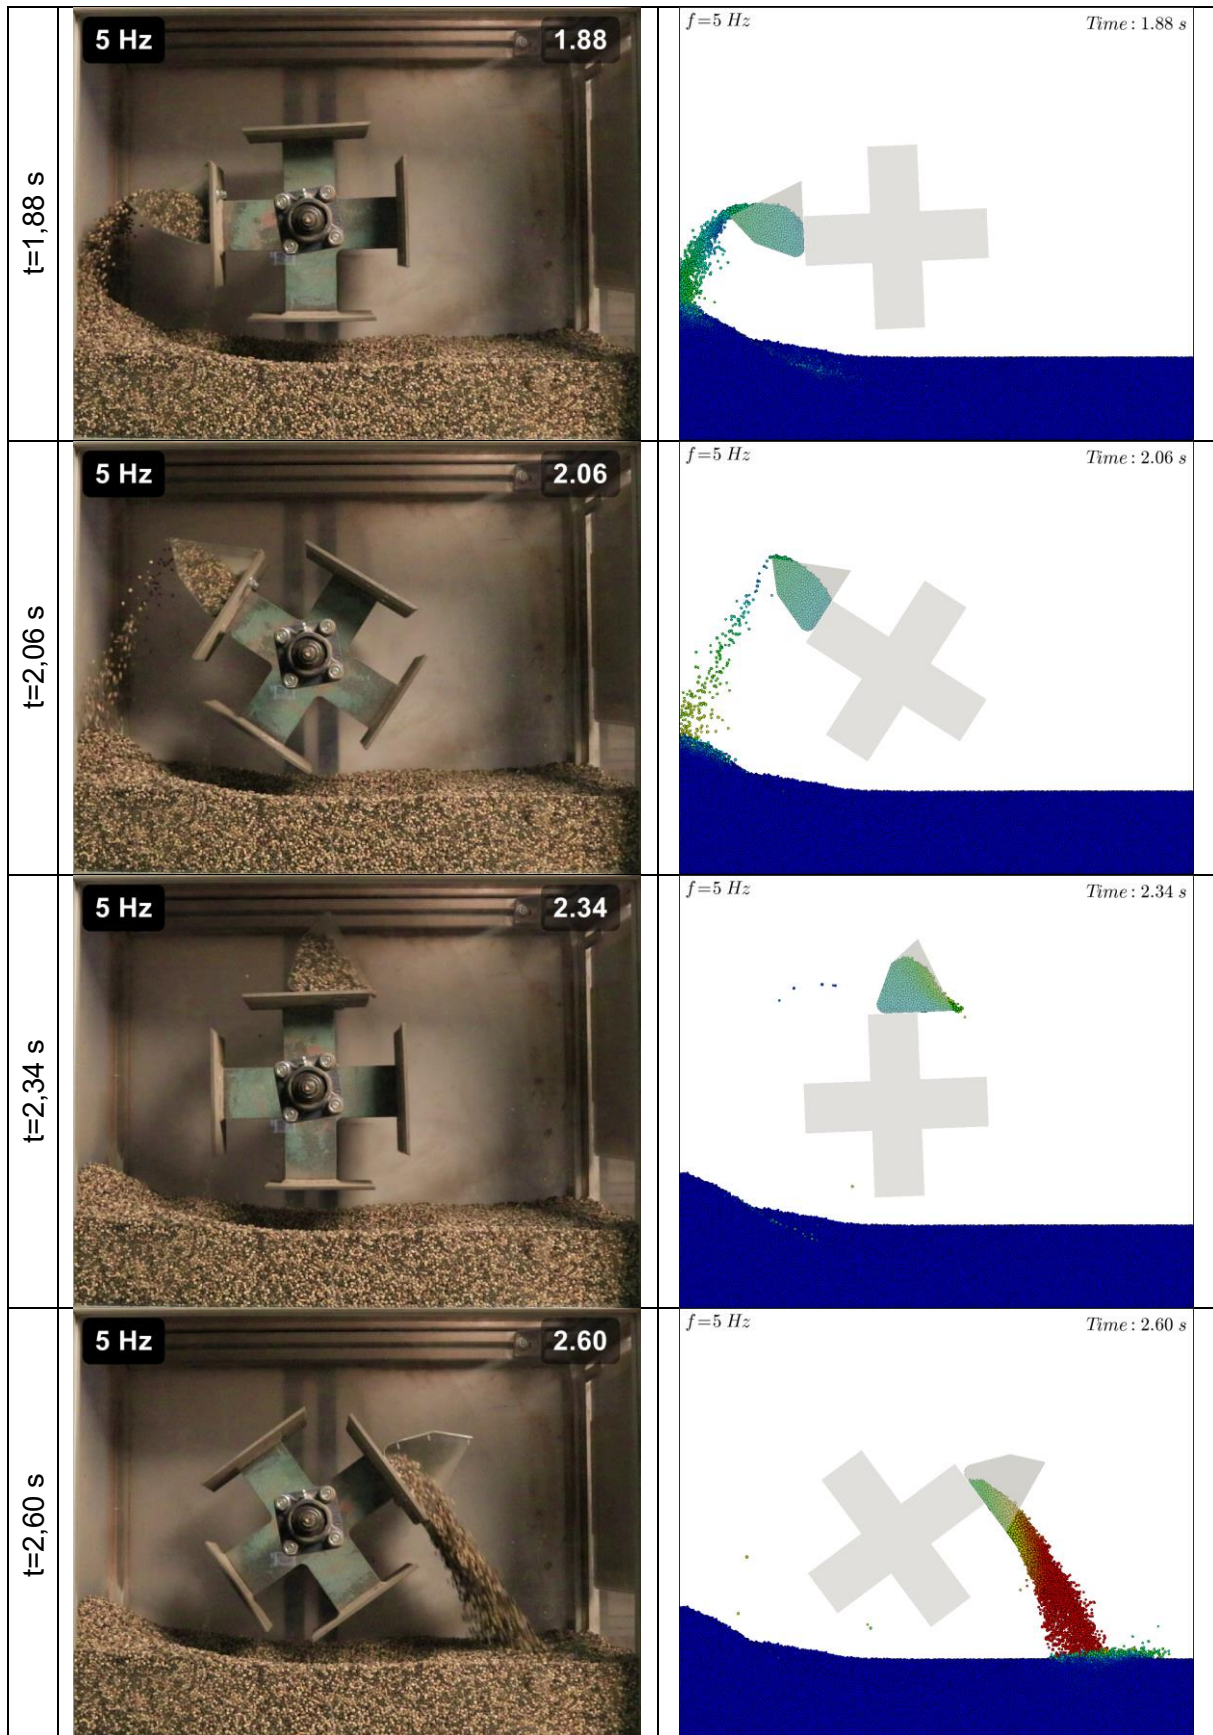 t=1,88 s
5 Hz
1.88
f=5 Hz
Time: 1.88 s
t=2,06 s
5 Hz
2.06
f=5 Hz
Time: 2.06 s
t=2,34 s
5 Hz
2.34
f=5 Hz
Time: 2.34 s
t=2,60 s
5 Hz
2.60
f=5 Hz
Time: 2.60 s